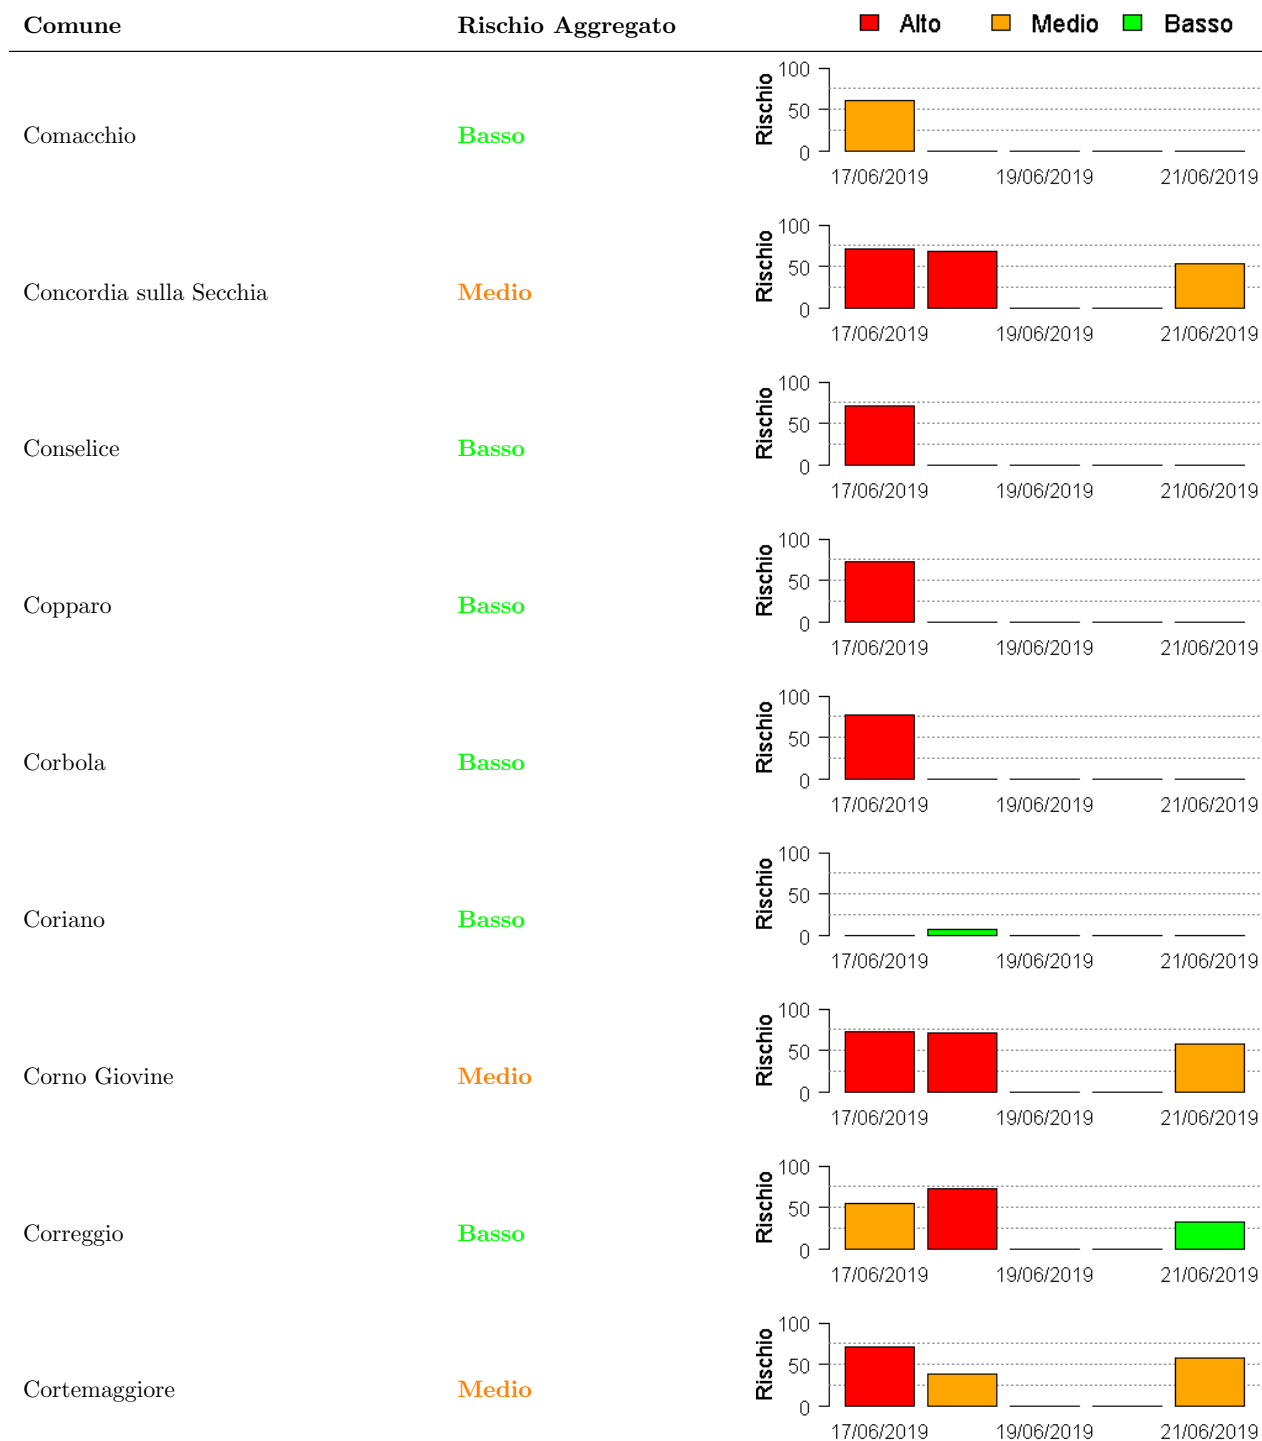 Comune Rischio Aggregato Alto Medio Basso
100
50
0
Rischio
Comacchio Basso
17/06/2019 19/06/2019 21/06/2019
100
50
0
Rischio
Concordia sulla Secchia Medio
17/06/2019 19/06/2019 21/06/2019
100
50
0
Rischio
Conselice Basso
17/06/2019 19/06/2019 21/06/2019
100
50
0
Rischio
Copparo Basso
17/06/2019 19/06/2019 21/06/2019
100
50
0
Rischio
Corbola Basso
17/06/2019 19/06/2019 21/06/2019
100
50
0
Rischio
Coriano Basso
17/06/2019 19/06/2019 21/06/2019
100
50
0
Rischio
Corno Giovine Medio
17/06/2019 19/06/2019 21/06/2019
100
50
0
Rischio
Correggio Basso
17/06/2019 19/06/2019 21/06/2019
100
50
0
Rischio
Cortemaggiore Medio
17/06/2019 19/06/2019 21/06/2019